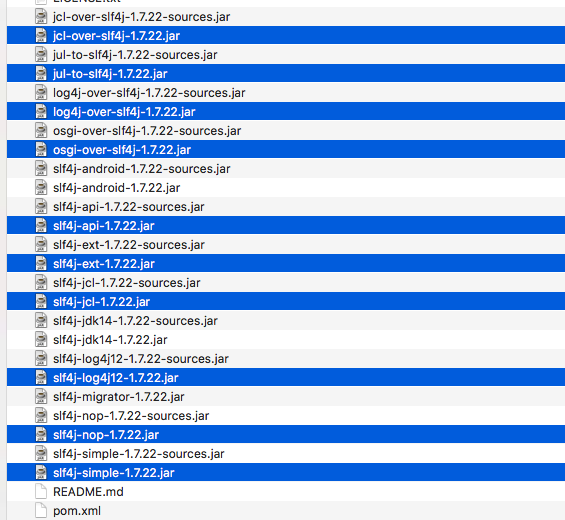 jcl-over-slf4j-1.7.22-sources.jar
jcl-over-slf4j-1.7.22.jar
jul-to-slf4j-1.7.22-sources.jar
jul-to-slf4j-1.7.22.jar
log4j-over-slf4j-1.7.22-sources.jar
log4j-over-slf4j-1.7.22.jar
osgi-over-slf4j-1.7.22-sources.jar
osgi-over-slf4j-1.7.22.jar
slf4j-android-1.7.22-sources.jar
slf4j-android-1.7.22.jar
slf4j-api-1.7.22-sources.jar
slf4j-api-1.7.22.jar
slf4j-ext-1.7.22-sources.jar
slf4j-ext-1.7.22.jar
slf4j-jcl-1.7.22-sources.jar
slf4j-jcl-1.7.22.jar
slf4j-jdk14-1.7.22-sources.jar
slf4j-jdk14-1.7.22.jar
slf4j-log4j12-1.7.22-sources.jar
slf4j-log4j12-1.7.22.jar
slf4j-migrator-1.7.22.jar
slf4j-nop-1.7.22-sources.jar
slf4j-nop-1.7.22.jar
slf4j-simple-1.7.22-sources.jar
slf4j-simple-1.7.22.jar
README.md
pom.xml